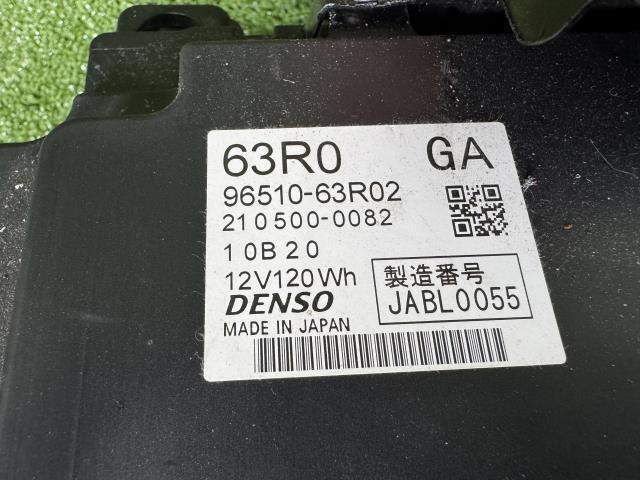 63R0 GA
96510-63R02
210500-0082
10B20
12V120Wh
製造番号
JABL0055
DENSO
MADE IN JAPAN